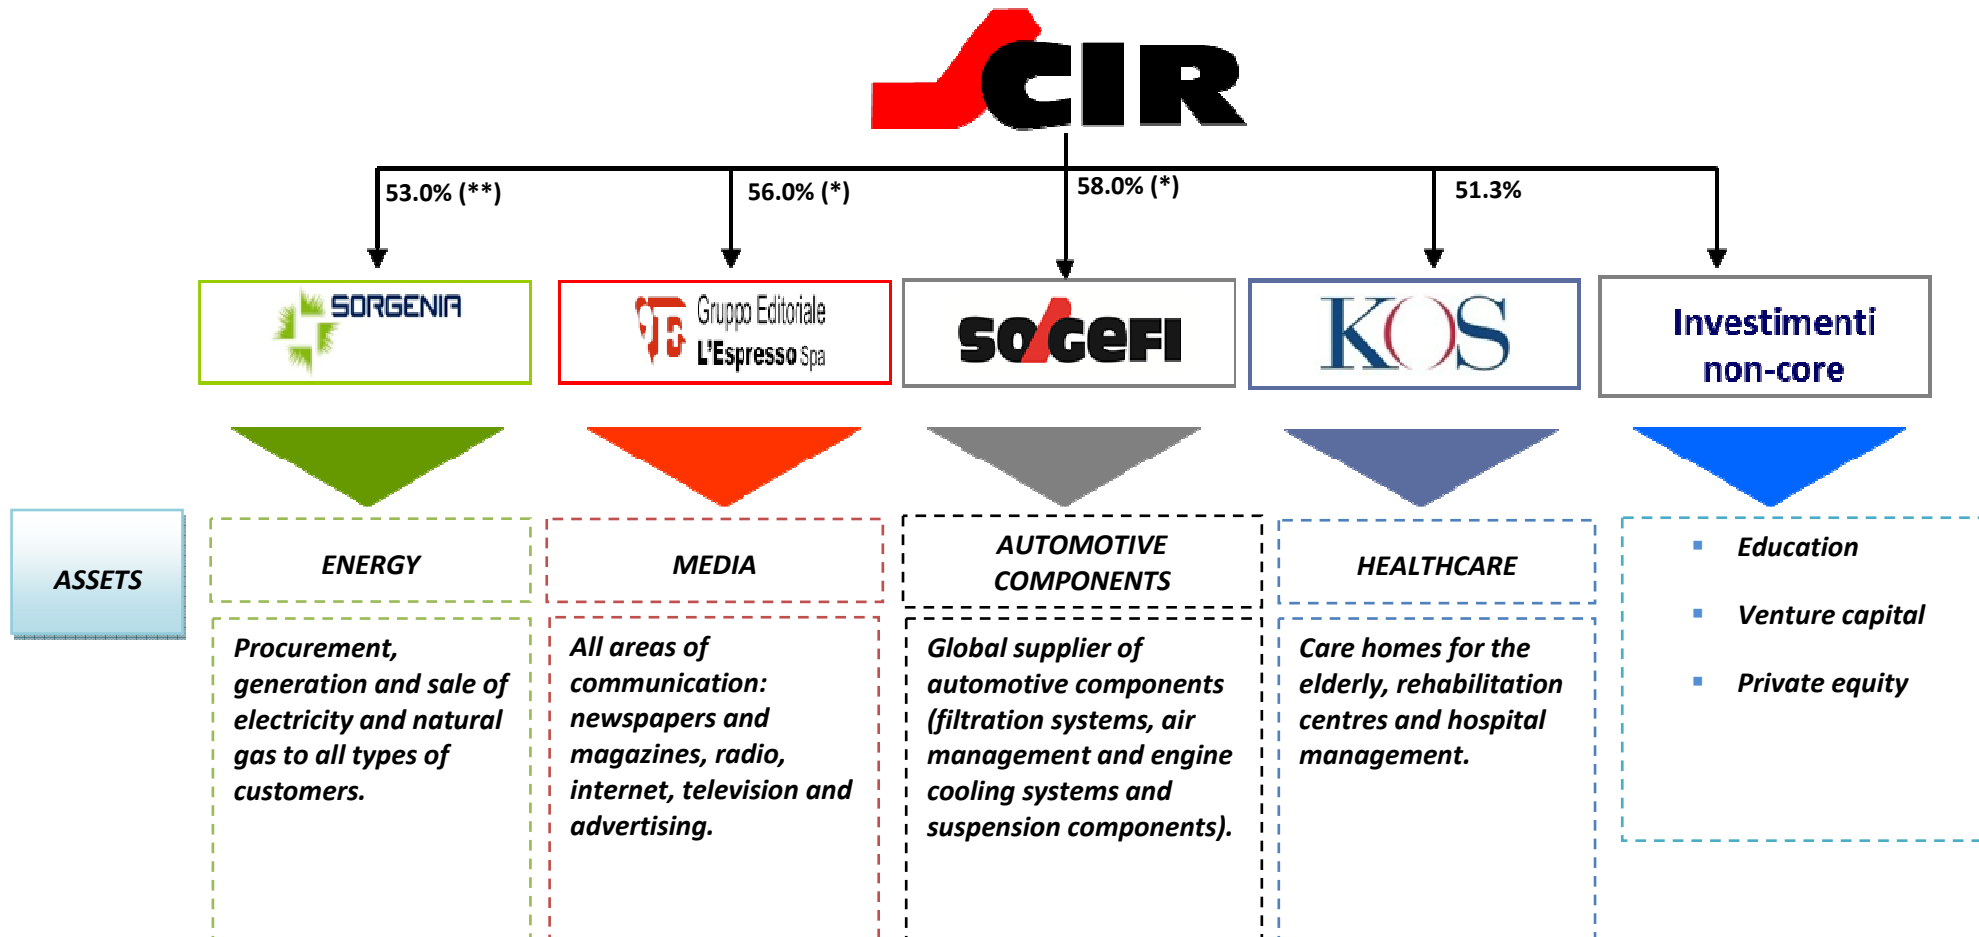 CIR
53.0% (**)
56.0% (*)
58.0% (*)
51.3%
SORGENIA
Gruppo Editoriale
L'Espresso Spa
SOGEFI
KOS
Investimenti
non-core
ASSETS
ENERGY
MEDIA
AUTOMOTIVE
COMPONENTS
HEALTHCARE
Procurement,
generation and sale of
electricity and natural
gas to all types of
customers.
All areas of
communication:
newspapers and
magazines, radio,
internet, television and
advertising.
Global supplier of
automotive components
(filtration systems, air
management and engine
cooling systems and
suspension components).
Care homes for the
elderly, rehabilitation
centres and hospital
management.
▪ Education
▪ Venture capital
▪ Private equity